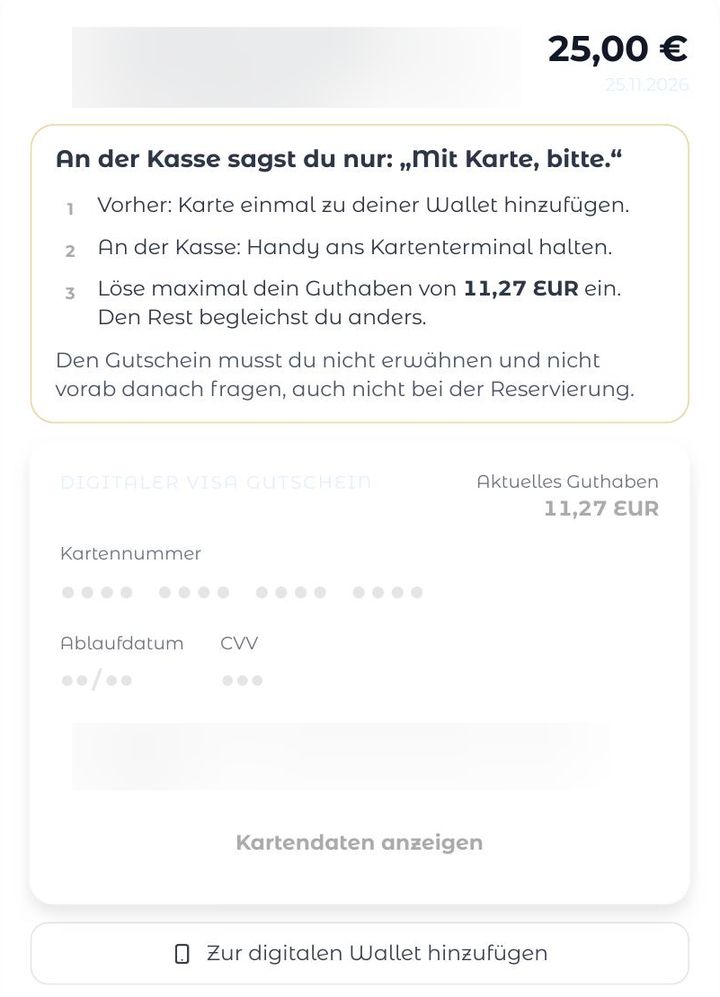 25,00 €
25.11.2026
An der Kasse sagst du nur: „Mit Karte, bitte.“
1 Vorher: Karte einmal zu deiner Wallet hinzufügen.
2 An der Kasse: Handy ans Kartenterminal halten.
3 Löse maximal dein Guthaben von 11,27 EUR ein.
Den Rest begleichst du anders.
Den Gutschein musst du nicht erwähnen und nicht
vorab danach fragen, auch nicht bei der Reservierung.
DIGITALER VISA GUTSCHEIN
Aktuelles Guthaben
11,27 EUR
Kartennummer
•••• •••• •••• ••••
Ablaufdatum CVV
••/•• •••
Kartendaten anzeigen
Zur digitalen Wallet hinzufügen